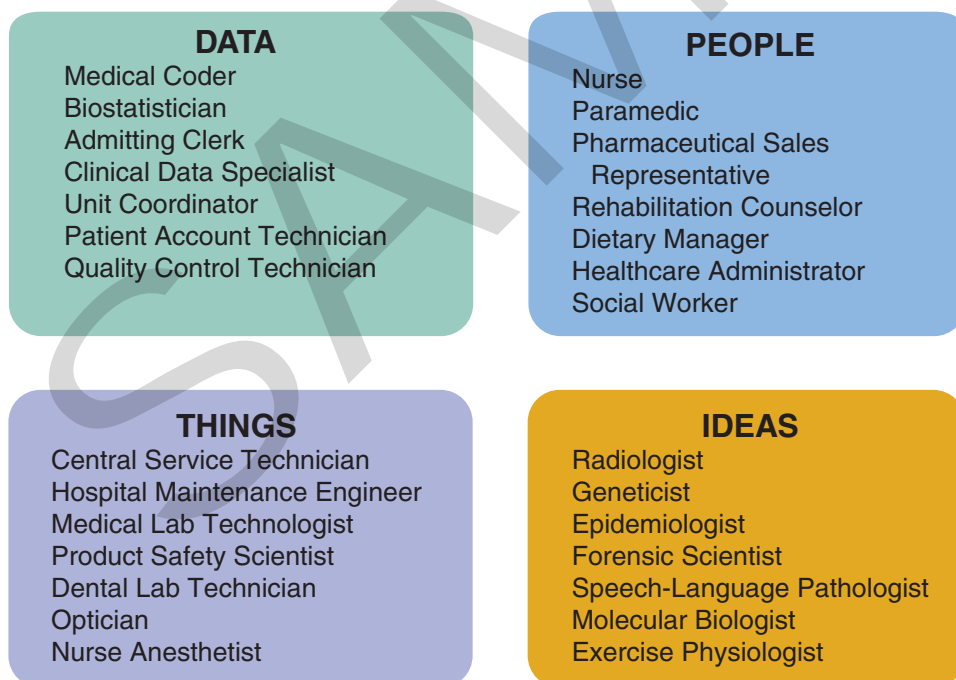 DATA
Medical Coder
Biostatistician
Admitting Clerk
Clinical Data Specialist
Unit Coordinator
Patient Account Technician
Quality Control Technician
PEOPLE
Nurse
Paramedic
Pharmaceutical Sales
Representative
Rehabilitation Counselor
Dietary Manager
Healthcare Administrator
Social Worker
THINGS
Central Service Technician
Hospital Maintenance Engineer
Medical Lab Technologist
Product Safety Scientist
Dental Lab Technician
Optician
Nurse Anesthetist
IDEAS
Radiologist
Geneticist
Epidemiologist
Forensic Scientist
Speech-Language Pathologist
Molecular Biologist
Exercise Physiologist